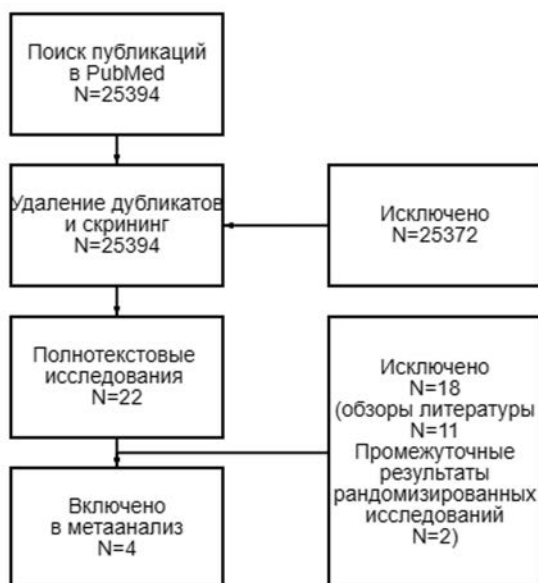 Поиск публикаций
в PubMed
N=25394
Удаление дубликатов
и скрининг
N=25394
Исключено
N=25372
Полнотекстовые
исследования
N=22
Исключено
N=18
(обзоры литературы
N=11
Промежуточные
результаты
рандомизированных
исследований
N=2)
Включено
в метаанализ
N=4